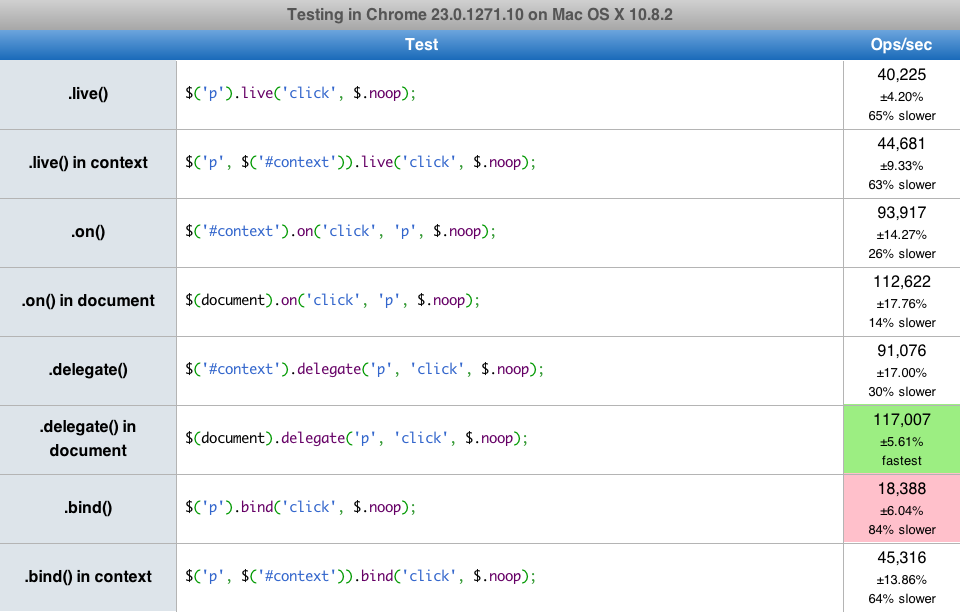 Testing in Chrome 23.0.1271.10 on Mac OS X 10.8.2
Test Ops/sec
.live() $('p').live('click', $.noop); 40,225
±4.20%
65% slower
.live() in context $('p', $('#context')).live('click', $.noop); 44,681
±9.33%
63% slower
.on() $('#context').on('click', 'p', $.noop); 93,917
±14.27%
26% slower
.on() in document $(document).on('click', 'p', $.noop); 112,622
±17.76%
14% slower
.delegate() $('#context').delegate('p', 'click', $.noop); 91,076
±17.00%
30% slower
.delegate() in
document $(document).delegate('p', 'click', $.noop); 117,007
±5.61%
fastest
.bind() $('p').bind('click', $.noop); 18,388
±6.04%
84% slower
.bind() in context $('p', $('#context')).bind('click', $.noop); 45,316
±13.86%
64% slower